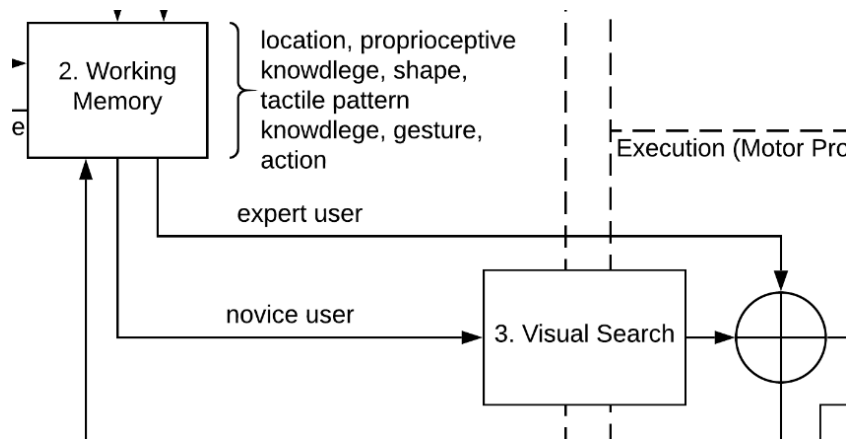 2. Working
Memory
location, proprioceptive
knowdlege, shape,
tactile pattern
knowdlege, gesture,
action
e
Execution (Motor Pro
expert user
novice user
3. Visual Search